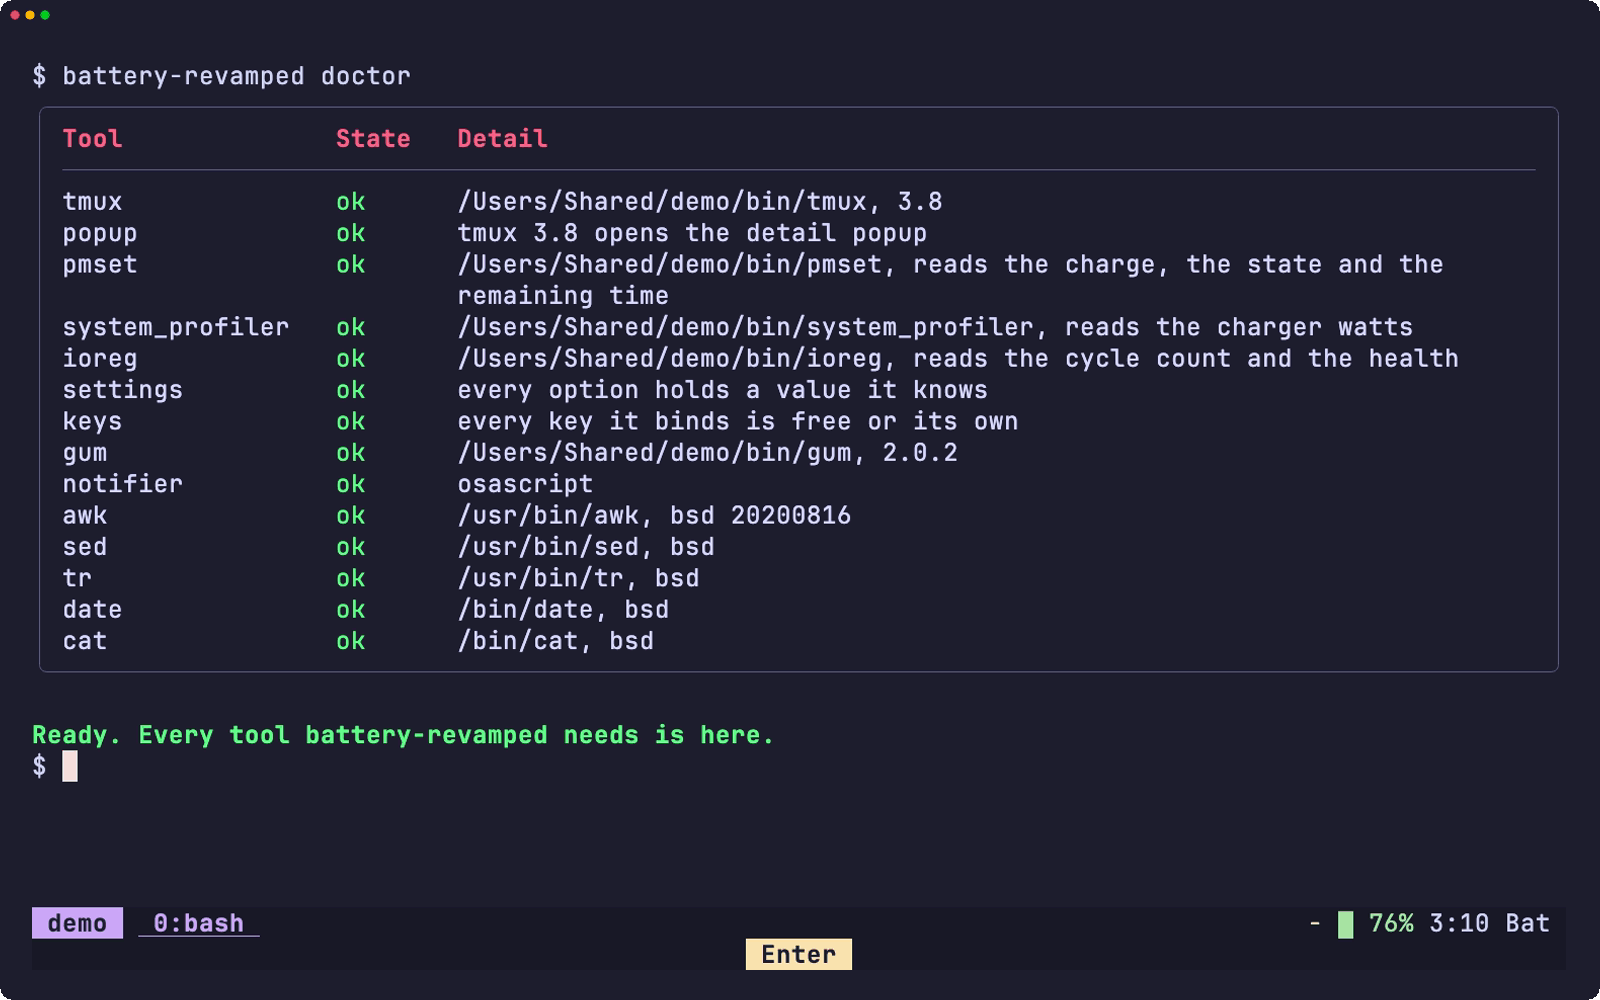 $ battery-revamped doctor
Tool State Detail
tmux ok /Users/Shared/demo/bin/tmux, 3.8
popup ok tmux 3.8 opens the detail popup
pmset ok /Users/Shared/demo/bin/pmset, reads the charge, the state and the
remaining time
system_profiler ok /Users/Shared/demo/bin/system_profiler, reads the charger watts
ioreg ok /Users/Shared/demo/bin/ioreg, reads the cycle count and the health
settings ok every option holds a value it knows
keys ok every key it binds is free or its own
gum ok /Users/Shared/demo/bin/gum, 2.0.2
notifier ok osascript
awk ok /usr/bin/awk, bsd 20200816
sed ok /usr/bin/sed, bsd
tr ok /usr/bin/tr, bsd
date ok /bin/date, bsd
cat ok /bin/cat, bsd
Ready. Every tool battery-revamped needs is here.
$
demo 0:bash - 76% 3:10 Bat
Enter